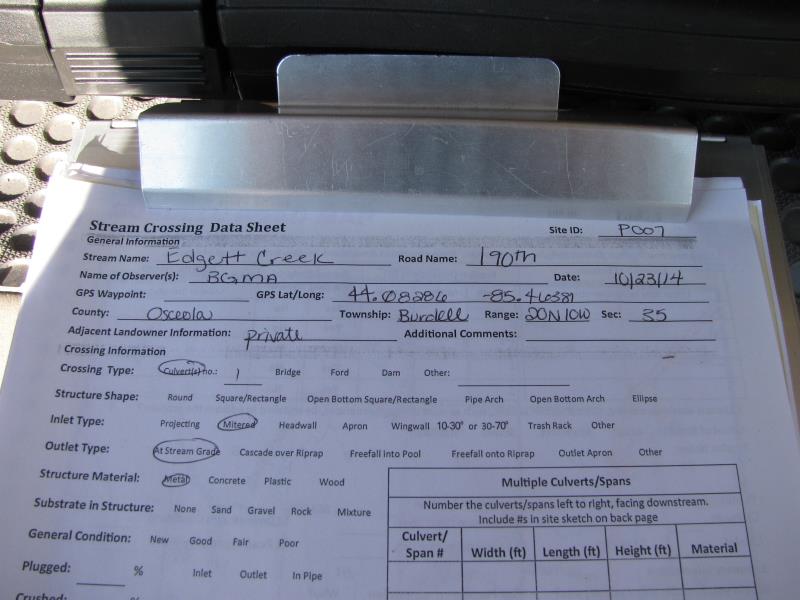 Stream Crossing Data Sheet Site ID: P007
General Information
Stream Name: Edgett Creek Road Name: 190th
Name of Observer(s): BGMA Date: 10/23/14
GPS Waypoint: GPS Lat/Long: 44.08286 -85.46381
County: Osceola Township: Burdell Range: 20N10W Sec: 35
Adjacent Landowner Information: private Additional Comments:
Crossing Information
Crossing Type: Culvert(s) no.: 1 Bridge Ford Dam Other:
Structure Shape: Round Square/Rectangle Open Bottom Square/Rectangle Pipe Arch Open Bottom Arch Ellipse
Inlet Type: Projecting Mitered Headwall Apron Wingwall 10-30° or 30-70° Trash Rack Other
Outlet Type: At Stream Grade Cascade over Riprap Freefall into Pool Freefall onto Riprap Outlet Apron Other
Structure Material: Metal Concrete Plastic Wood
Substrate in Structure: None Sand Gravel Rock Mixture
General Condition: New Good Fair Poor
Plugged: % Inlet Outlet In Pipe
Crushed:
Multiple Culverts/Spans
Number the culverts/spans left to right, facing downstream.
Include #s in site sketch on back page
Culvert/
Span # Width (ft) Length (ft) Height (ft) Material